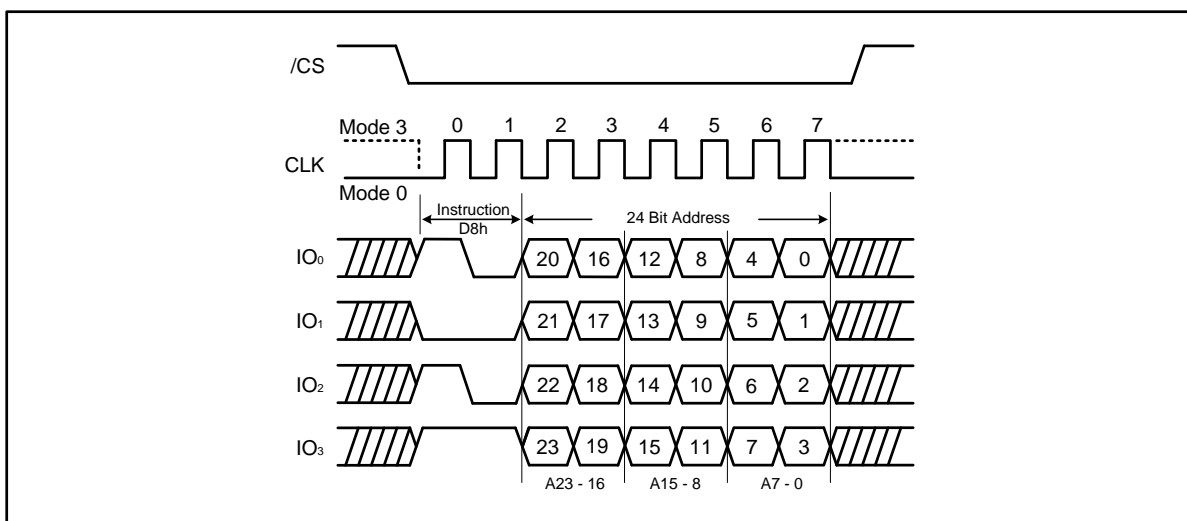 /CS
Mode 3 0 1 2 3 4 5 6 7
CLK
Mode 0
Instruction
D8h
24 Bit Address
IO₀ 20 16 12 8 4 0
IO₁ 21 17 13 9 5 1
IO₂ 22 18 14 10 6 2
IO₃ 23 19 15 11 7 3
A23 - 16 A15 - 8 A7 - 0